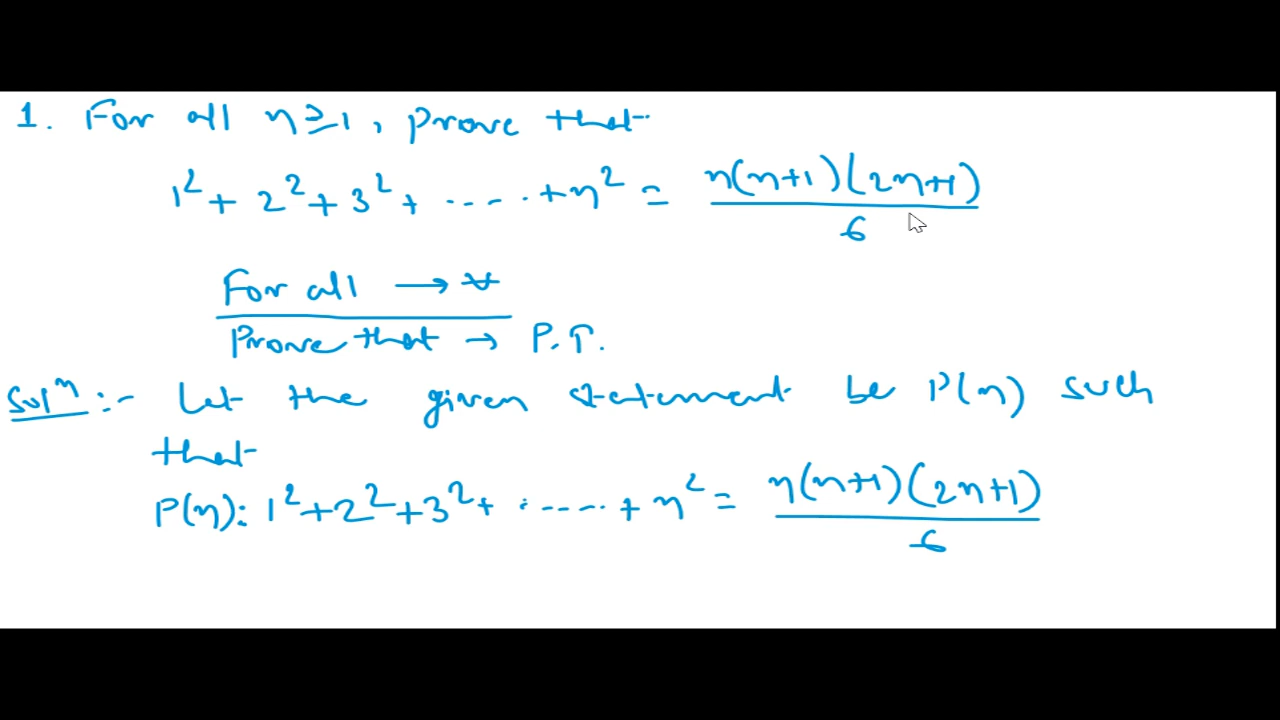 1. For all n≥1, prove that
1² + 2² + 3² + ..... + n² = n(n+1)(2n+1)/6
For all → ∀
Prove that → P.T.
Solⁿ :- Let the given statement be P(n) such
that
P(n): 1²+2²+3²+ ...... + n² = n(n+1)(2n+1)/6